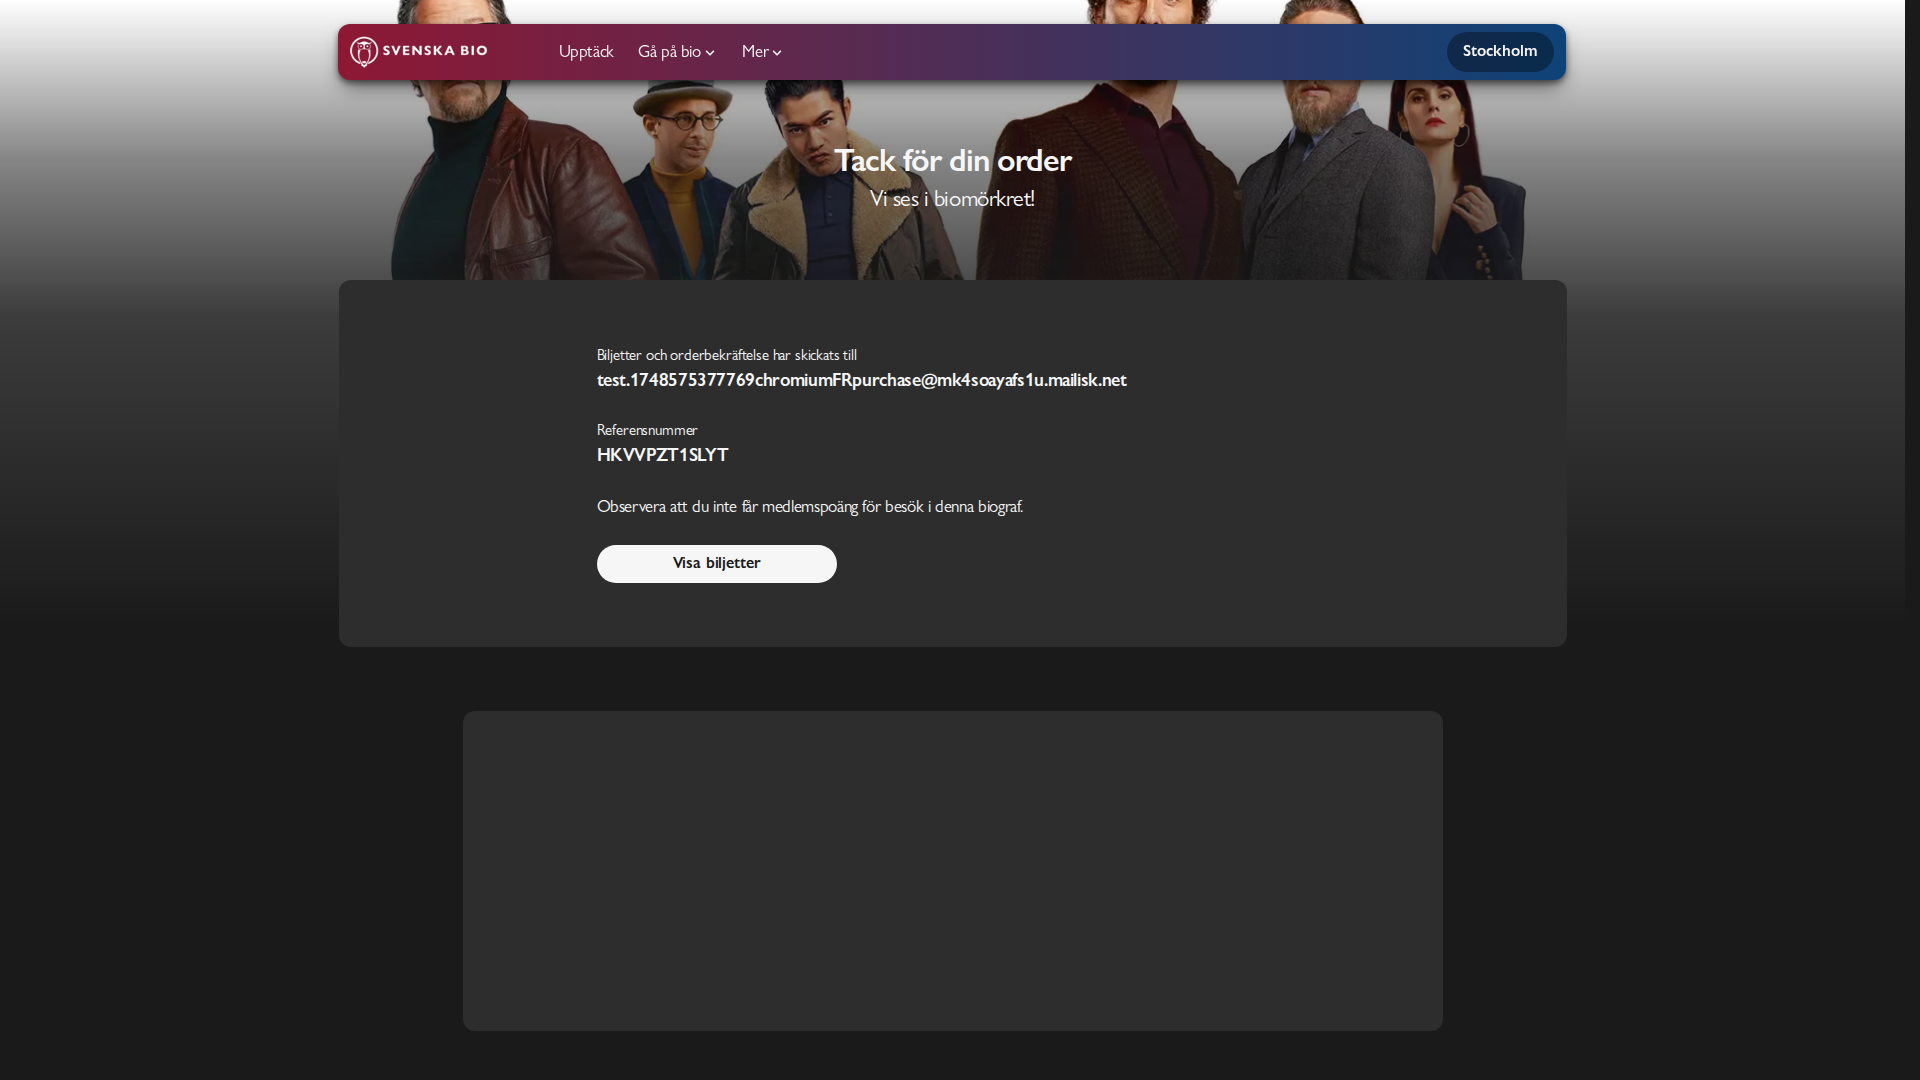 SVENSKA BIO
Upptäck
Gå på bio
Mer
Stockholm
Tack för din order
Vi ses i biomörkret!
Biljetter och orderbekräftelse har skickats till
test.1748575377769chromiumFRpurchase@mk4soayafs1u.mailisk.net
Referensnummer
HKVVPZT1SLYT
Observera att du inte får medlemspoäng för besök i denna biograf.
Visa biljetter